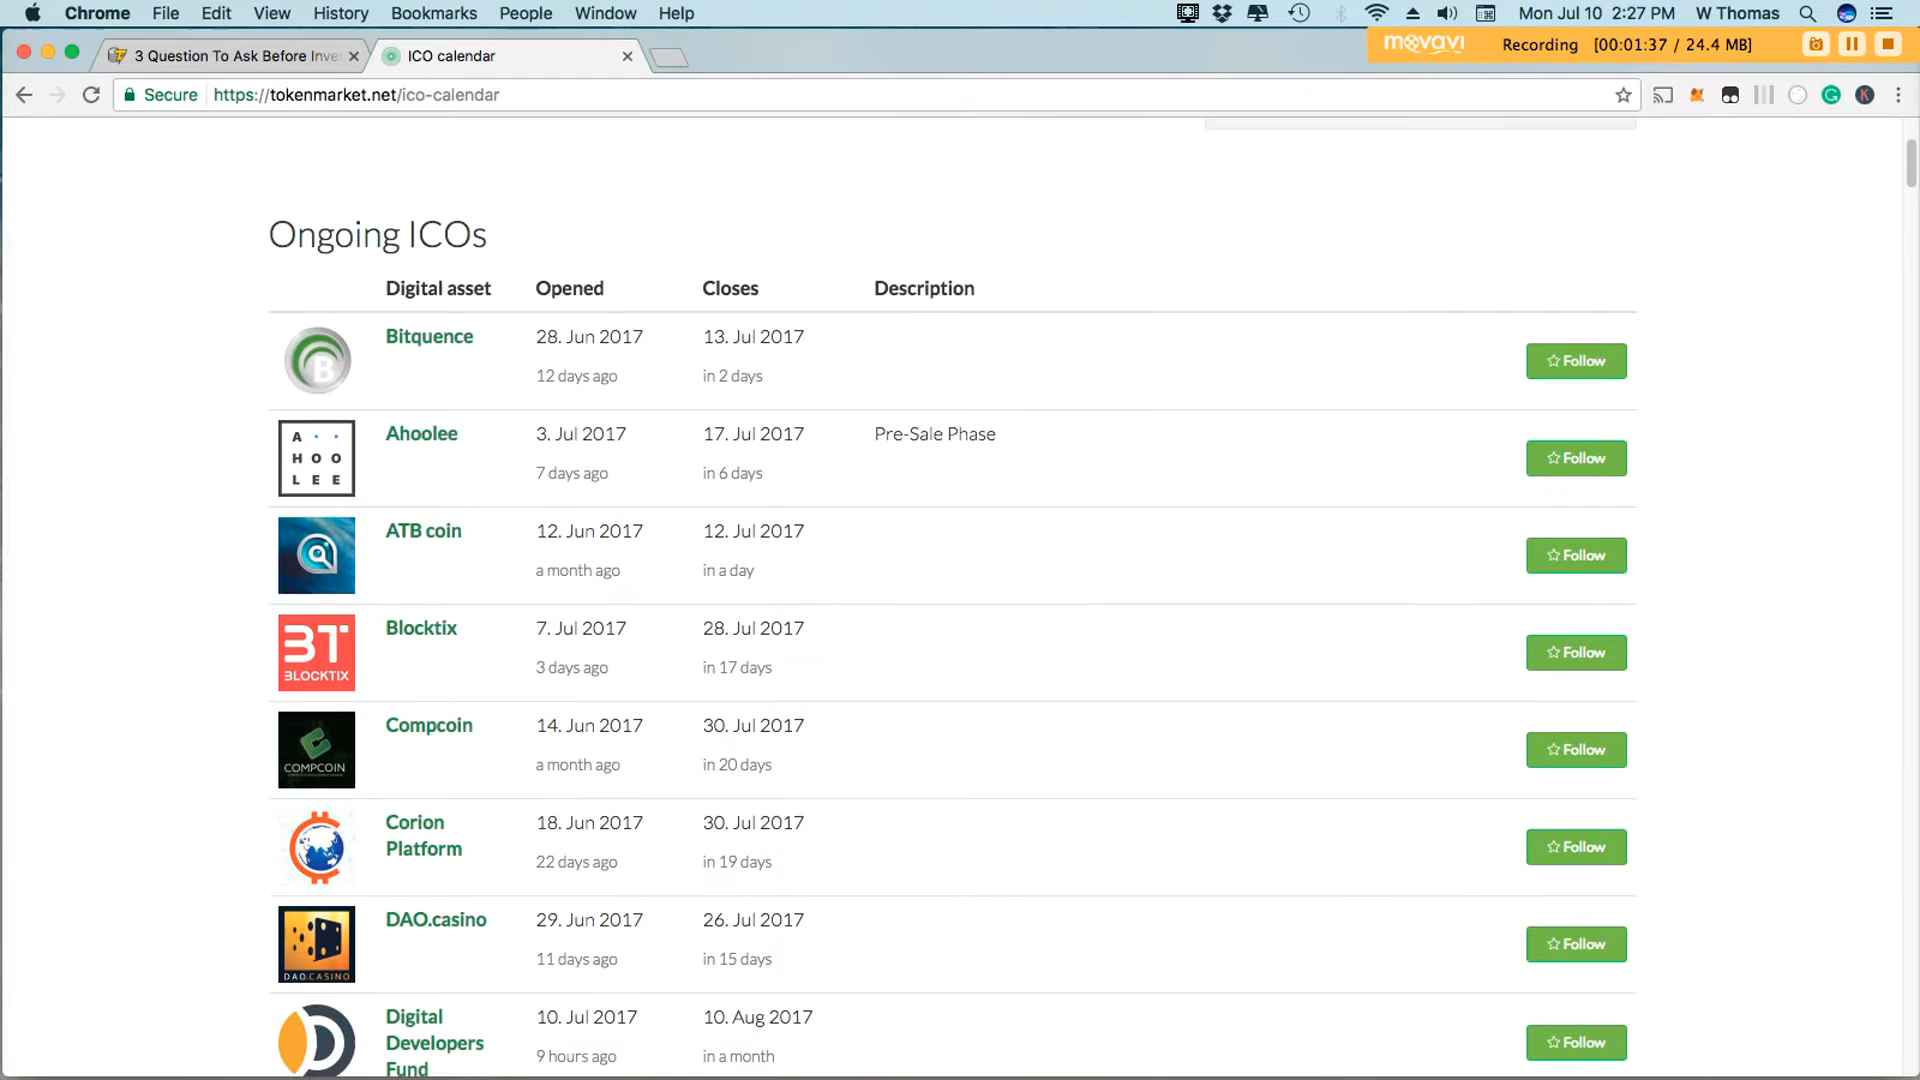 Chrome File Edit View History Bookmarks People Window Help
Mon Jul 10 2:27 PM W Thomas
movavi Recording [00:01:37 / 24.4 MB]
3 Question To Ask Before Inve
ICO calendar
Secure https://tokenmarket.net/ico-calendar
K
Ongoing ICOs
Digital asset Opened Closes Description
B
Bitquence 28. Jun 2017 13. Jul 2017
12 days ago in 2 days
Follow
A
HOO
LEE
Ahoolee 3. Jul 2017 17. Jul 2017 Pre-Sale Phase
7 days ago in 6 days
Follow
ATB coin 12. Jun 2017 12. Jul 2017
a month ago in a day
Follow
BT
BLOCKTIX
Blocktix 7. Jul 2017 28. Jul 2017
3 days ago in 17 days
Follow
COMPCOIN
Compcoin 14. Jun 2017 30. Jul 2017
a month ago in 20 days
Follow
Corion
Platform
18. Jun 2017 30. Jul 2017
22 days ago in 19 days
Follow
DAO.CASINO
DAO.casino 29. Jun 2017 26. Jul 2017
11 days ago in 15 days
Follow
Digital
Developers
Fund
10. Jul 2017 10. Aug 2017
9 hours ago in a month
Follow